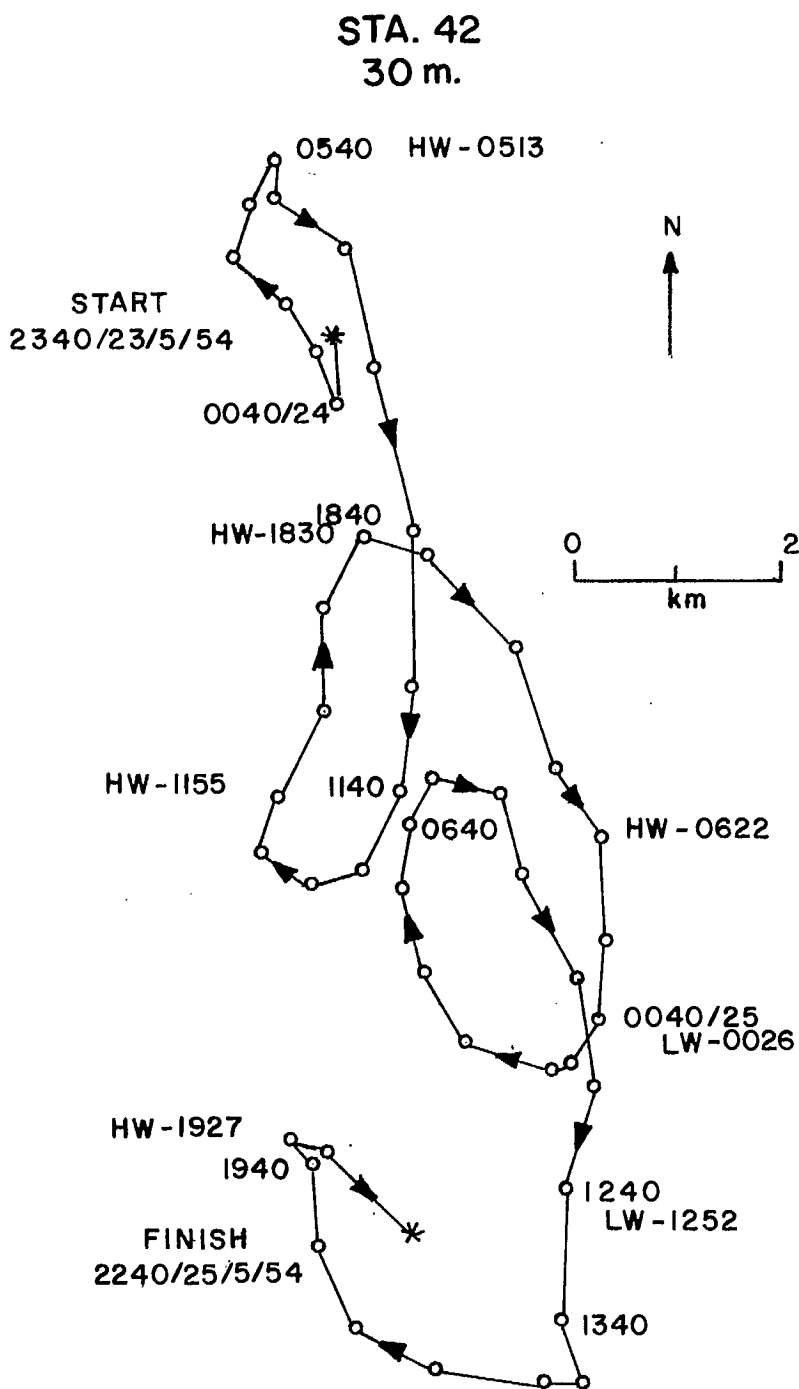 STA. 42
30 m.
0540 HW-0513
N
START
2340/23/5/54
0040/24
1840
HW-1830
0 2
km
HW-1155
1140
0640
HW-0622
0040/25
LW-0026
HW-1927
1940
1240
LW-1252
FINISH
2240/25/5/54
1340